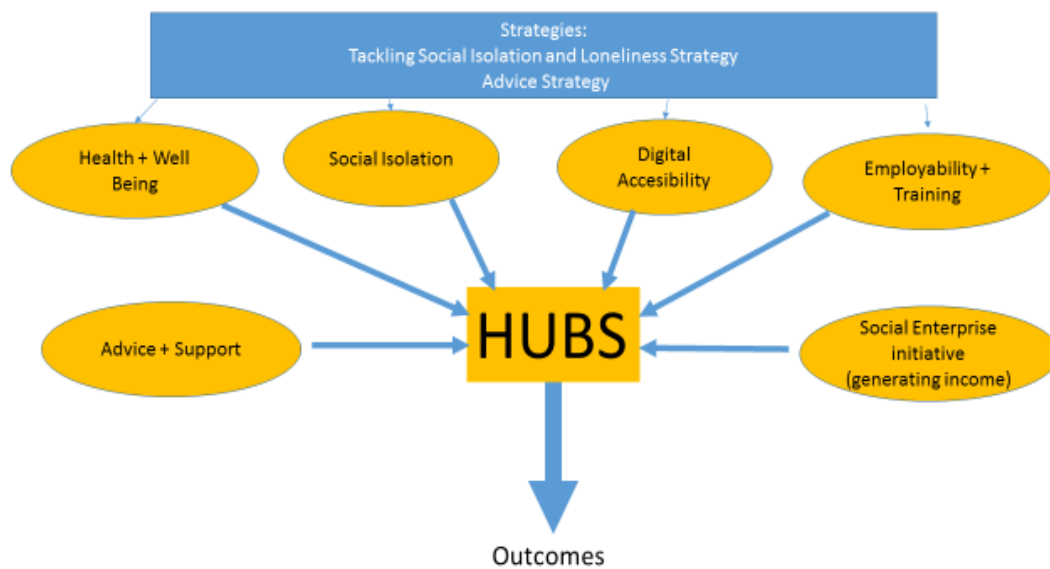 Strategies:
Tackling Social Isolation and Loneliness Strategy
Advice Strategy
Health + Well
Being
Social Isolation
Digital
Accesibility
Employability +
Training
Advice + Support
HUBS
Social Enterprise
initiative
(generating income)
Outcomes